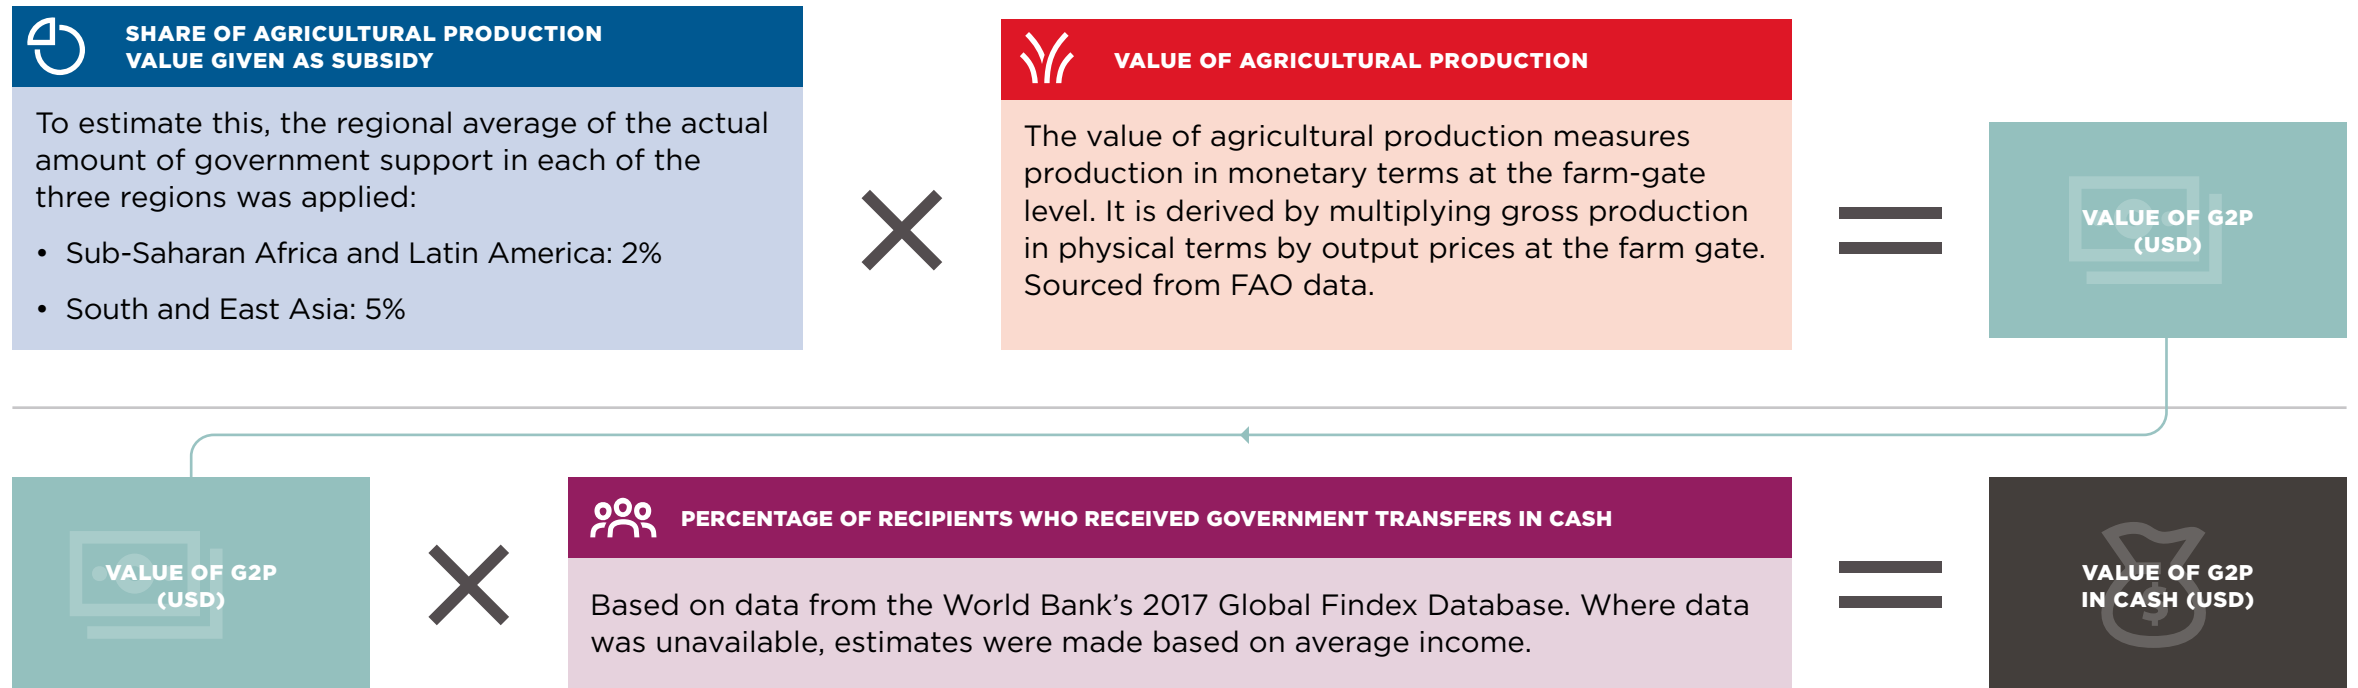 SHARE OF AGRICULTURAL PRODUCTION
VALUE GIVEN AS SUBSIDY
To estimate this, the regional average of the actual
amount of government support in each of the
three regions was applied:
• Sub-Saharan Africa and Latin America: 2%
• South and East Asia: 5%
VALUE OF AGRICULTURAL PRODUCTION
The value of agricultural production measures
production in monetary terms at the farm-gate
level. It is derived by multiplying gross production
in physical terms by output prices at the farm gate.
Sourced from FAO data.
VALUE OF G2P
(USD)
VALUE OF G2P
(USD)
PERCENTAGE OF RECIPIENTS WHO RECEIVED GOVERNMENT TRANSFERS IN CASH
Based on data from the World Bank’s 2017 Global Findex Database. Where data
was unavailable, estimates were made based on average income.
VALUE OF G2P
IN CASH (USD)